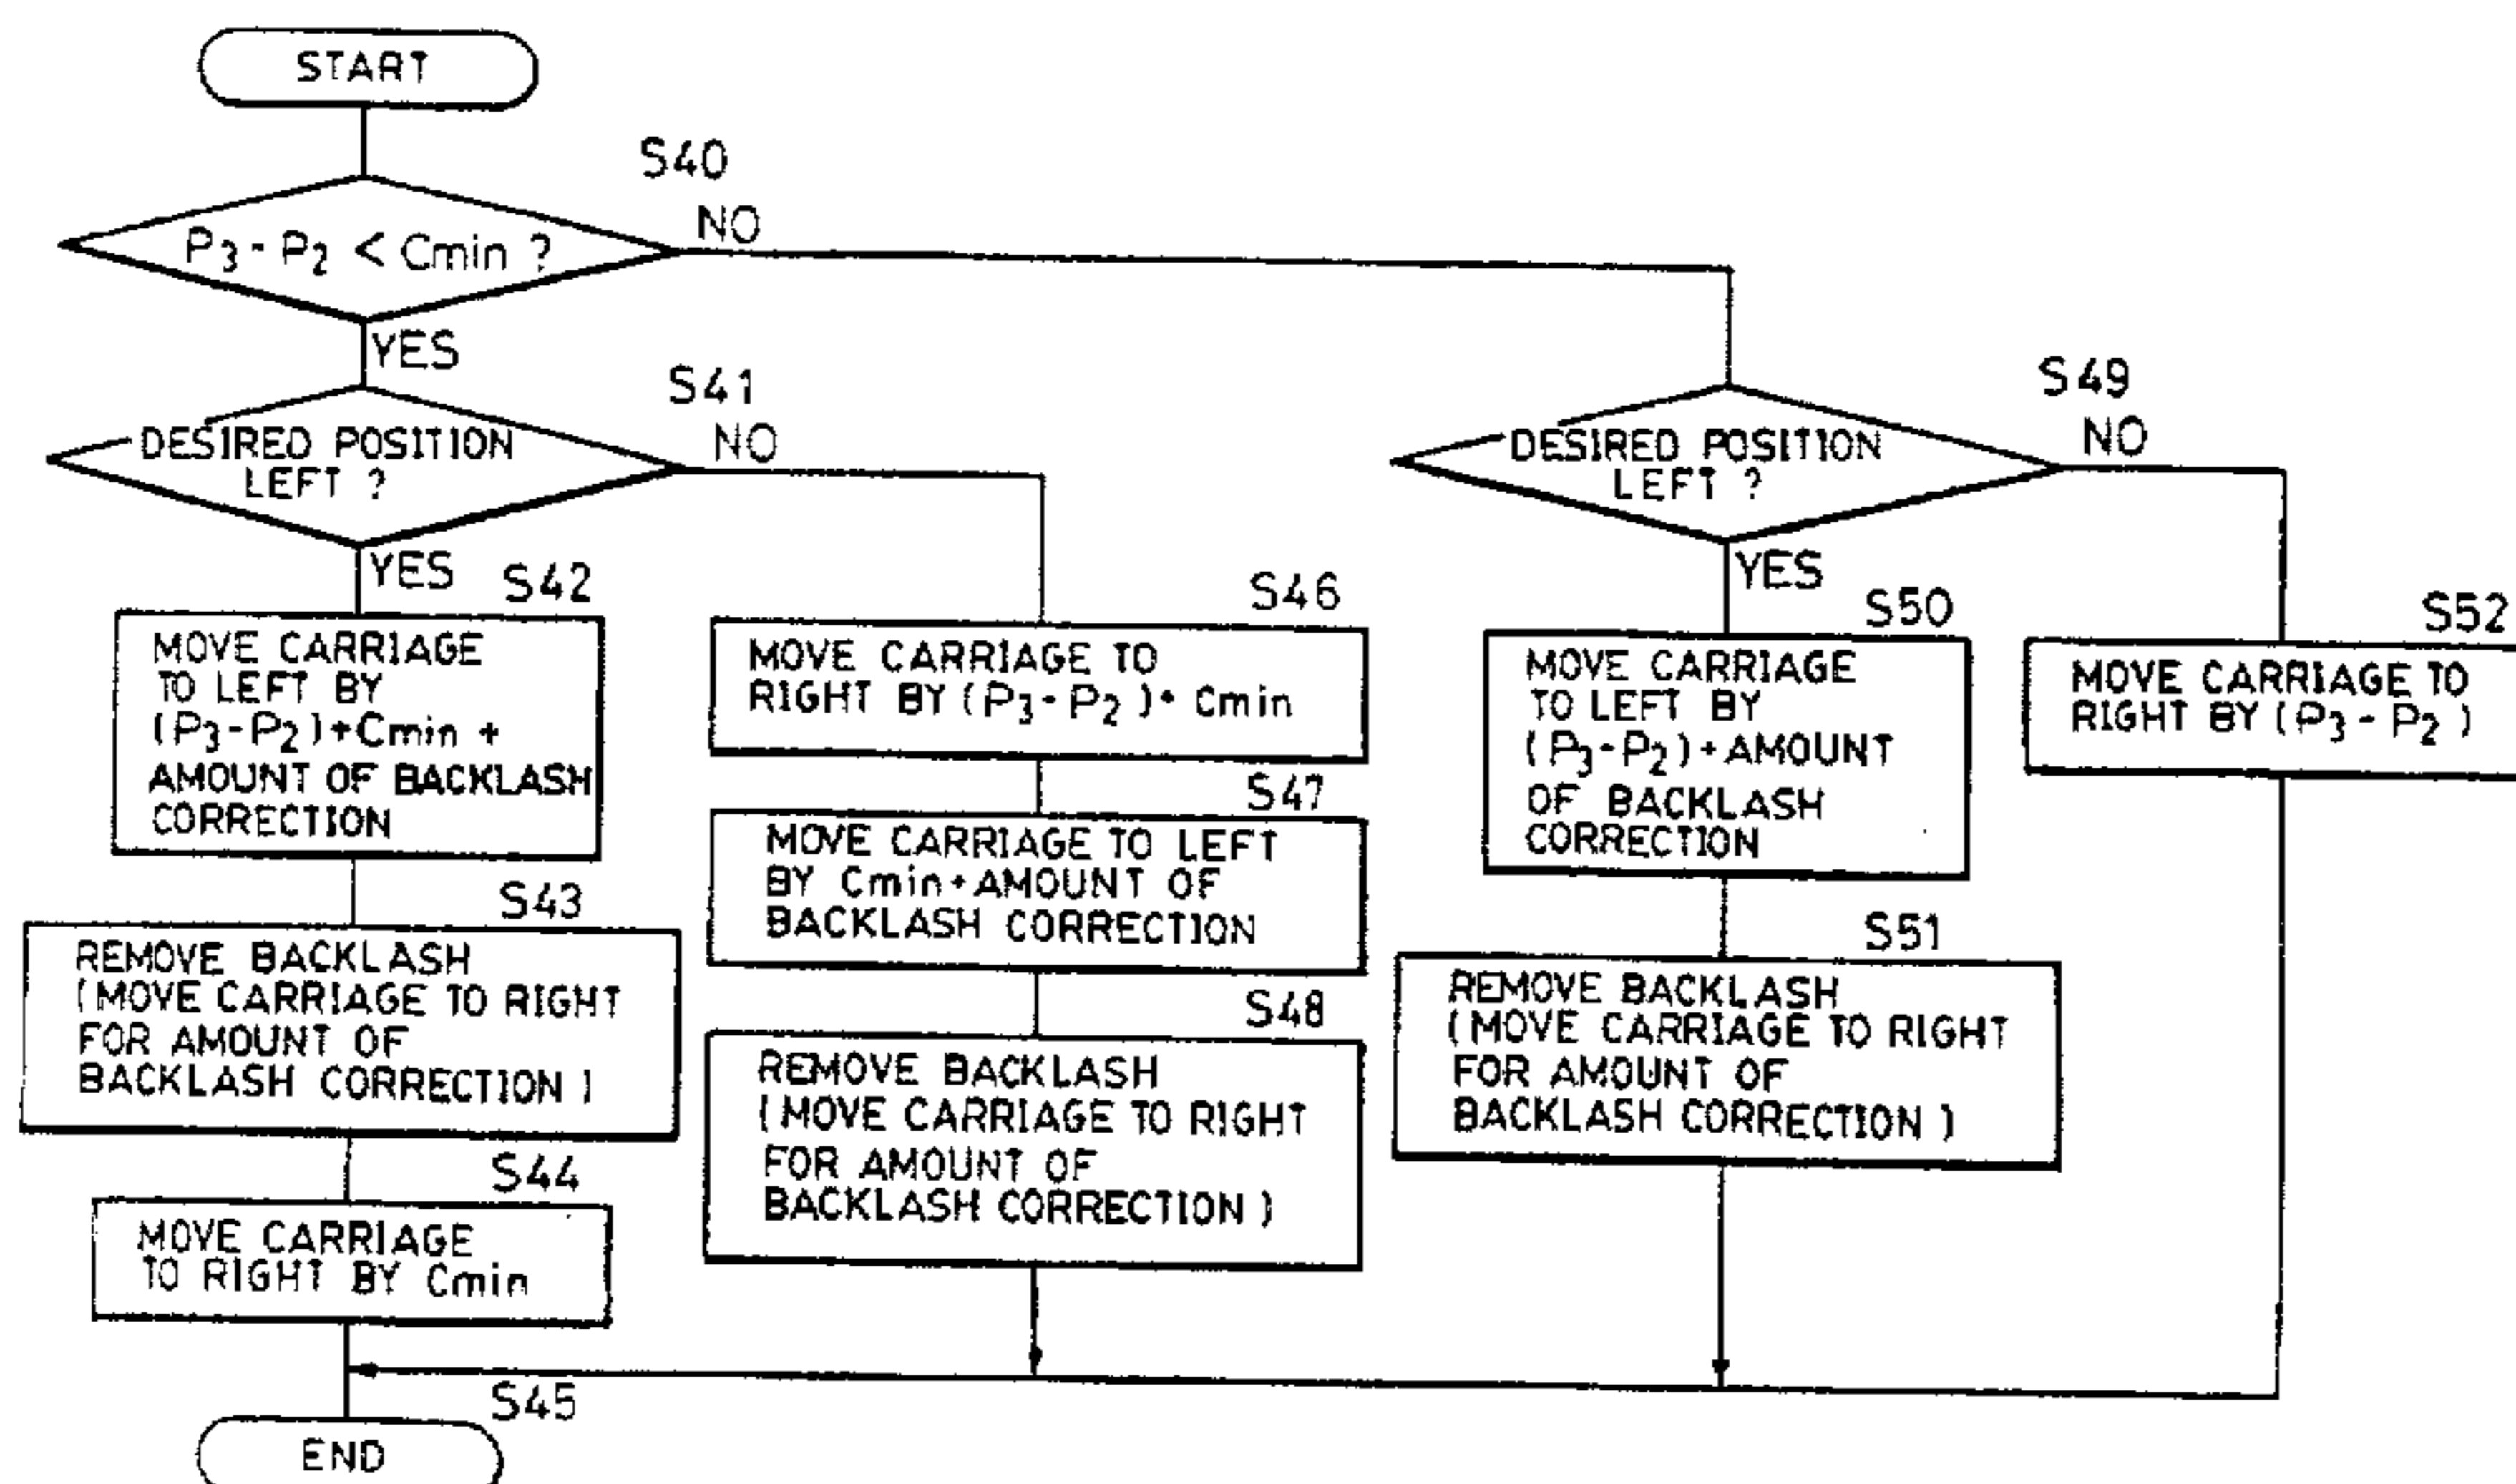 START
S40
NO
P3 - P2 < Cmin ?
YES
S41
NO
DESIRED POSITION
LEFT ?
YES
S42
MOVE CARRIAGE
TO LEFT BY
(P3-P2)+Cmin +
AMOUNT OF BACKLASH
CORRECTION
S43
REMOVE BACKLASH
(MOVE CARRIAGE TO RIGHT
FOR AMOUNT OF
BACKLASH CORRECTION)
S44
MOVE CARRIAGE
TO RIGHT BY Cmin
S45
END
S46
MOVE CARRIAGE TO
RIGHT BY (P3-P2)+ Cmin
S47
MOVE CARRIAGE TO LEFT
BY Cmin+AMOUNT OF
BACKLASH CORRECTION
S48
REMOVE BACKLASH
(MOVE CARRIAGE TO RIGHT
FOR AMOUNT OF
BACKLASH CORRECTION)
S49
NO
DESIRED POSITION
LEFT ?
YES
S50
MOVE CARRIAGE
TO LEFT BY
(P3-P2)+AMOUNT
OF BACKLASH
CORRECTION
S51
REMOVE BACKLASH
(MOVE CARRIAGE TO RIGHT
FOR AMOUNT OF
BACKLASH CORRECTION)
S52
MOVE CARRIAGE TO
RIGHT BY (P3-P2)